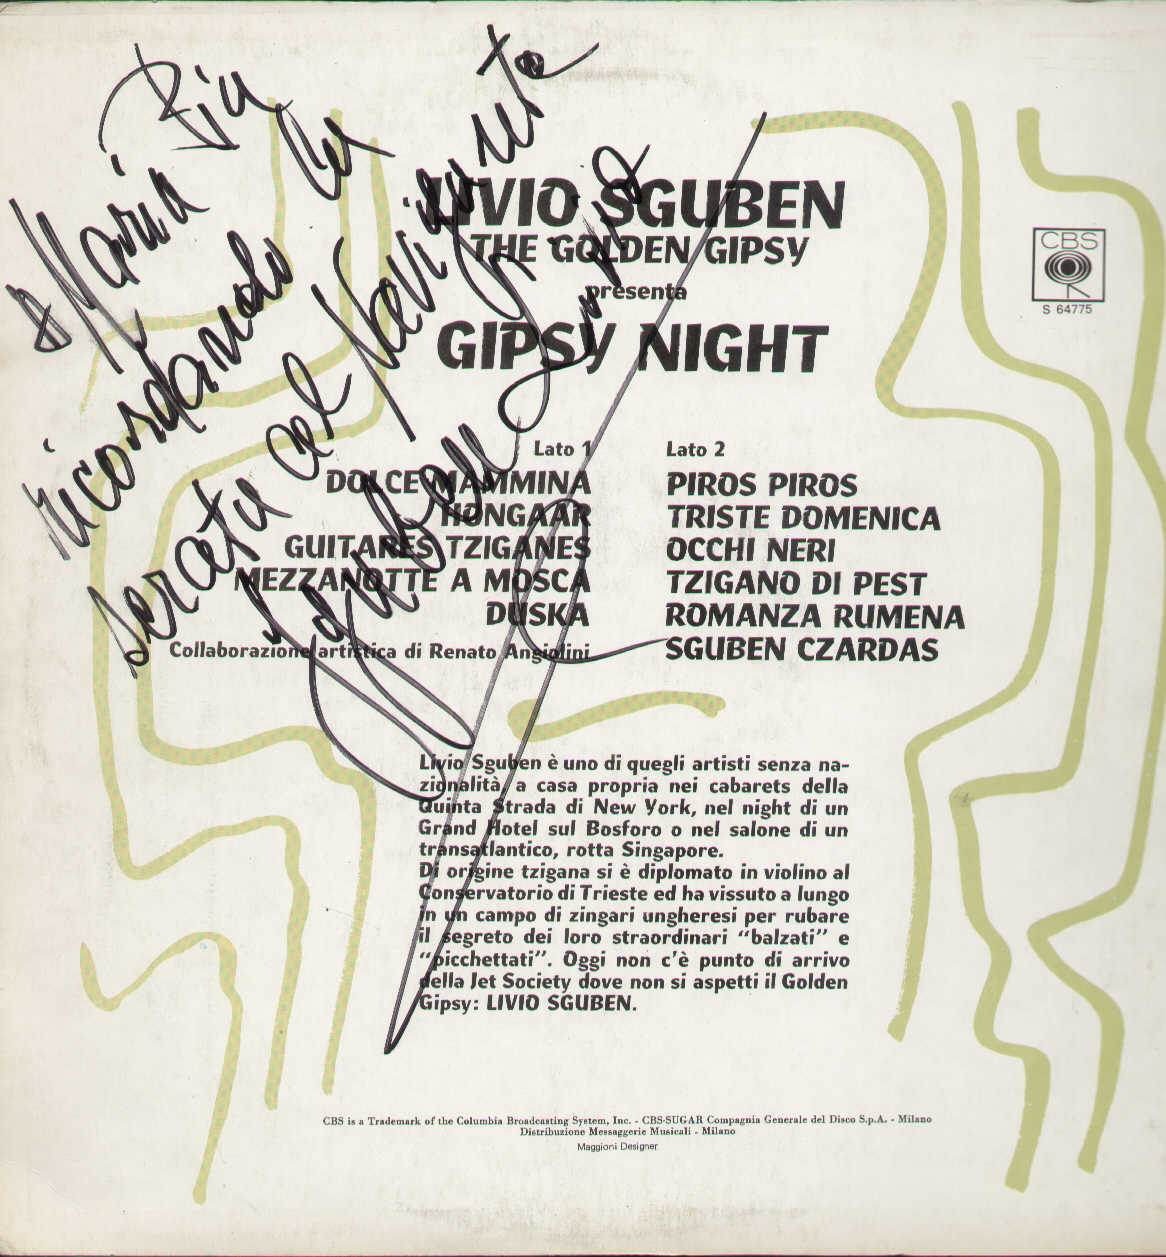 A Maria Pia
ricordando la
serata al Navigante
LIVIO SGUBEN
THE GOLDEN GIPSY
presenta
GIPSY NIGHT
CBS
S 64775
Lato 1
DOLCE MAMMINA
HONGAAR
GUITARES TZIGANES
MEZZANOTTE A MOSCA
DUSKA
Collaborazione artistica di Renato Angiolini
Lato 2
PIROS PIROS
TRISTE DOMENICA
OCCHI NERI
TZIGANO DI PEST
ROMANZA RUMENA
SGUBEN CZARDAS
Livio Sguben è uno di quegli artisti senza na-
zionalità, a casa propria nei cabarets della
Quinta Strada di New York, nel night di un
Grand Hotel sul Bosforo o nel salone di un
transatlantico, rotta Singapore.
Di origine tzigana si è diplomato in violino al
Conservatorio di Trieste ed ha vissuto a lungo
in un campo di zingari ungheresi per rubare
il segreto dei loro straordinari “balzati” e
“picchettati”. Oggi non c'è punto di arrivo
della Jet Society dove non si aspetti il Golden
Gipsy: LIVIO SGUBEN.
CBS is a Trademark of the Columbia Broadcasting System, Inc. - CBS-SUGAR Compagnia Generale del Disco S.p.A. - Milano
Distribuzione Messaggerie Musicali - Milano
Maggioni Designer